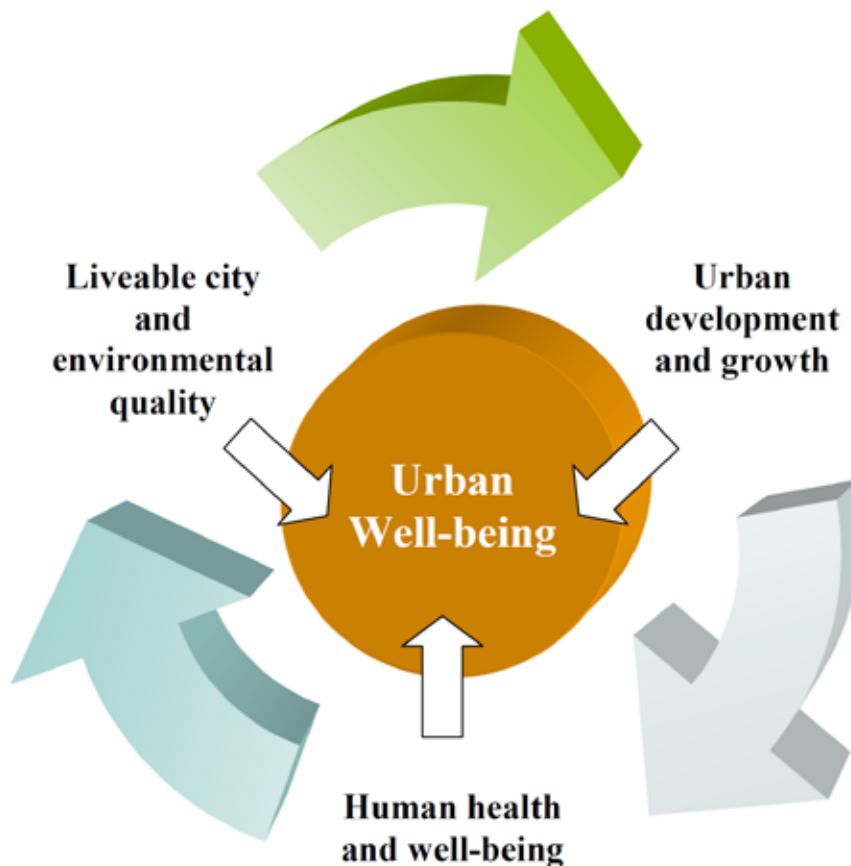 Liveable city
and
environmental
quality
Urban
development
and growth
Urban
Well-being
Human health
and well-being